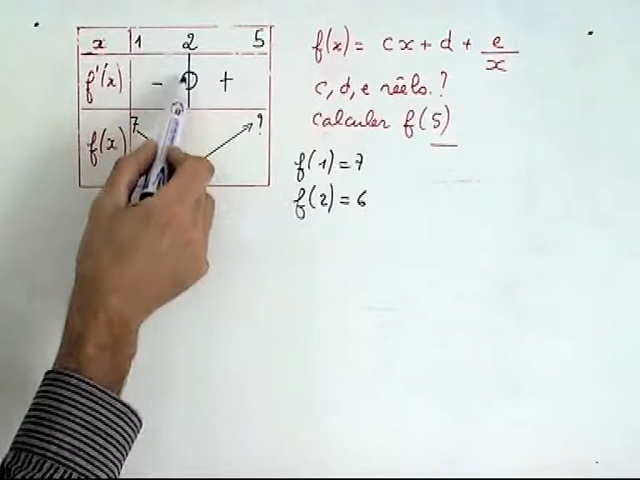 x 1 2 5
f'(x) - 0 +
f(x) 7 ?
f(x) = cx + d + e/x
c, d, e réels ?
calculer f(5)
f(1) = 7
f(2) = 6